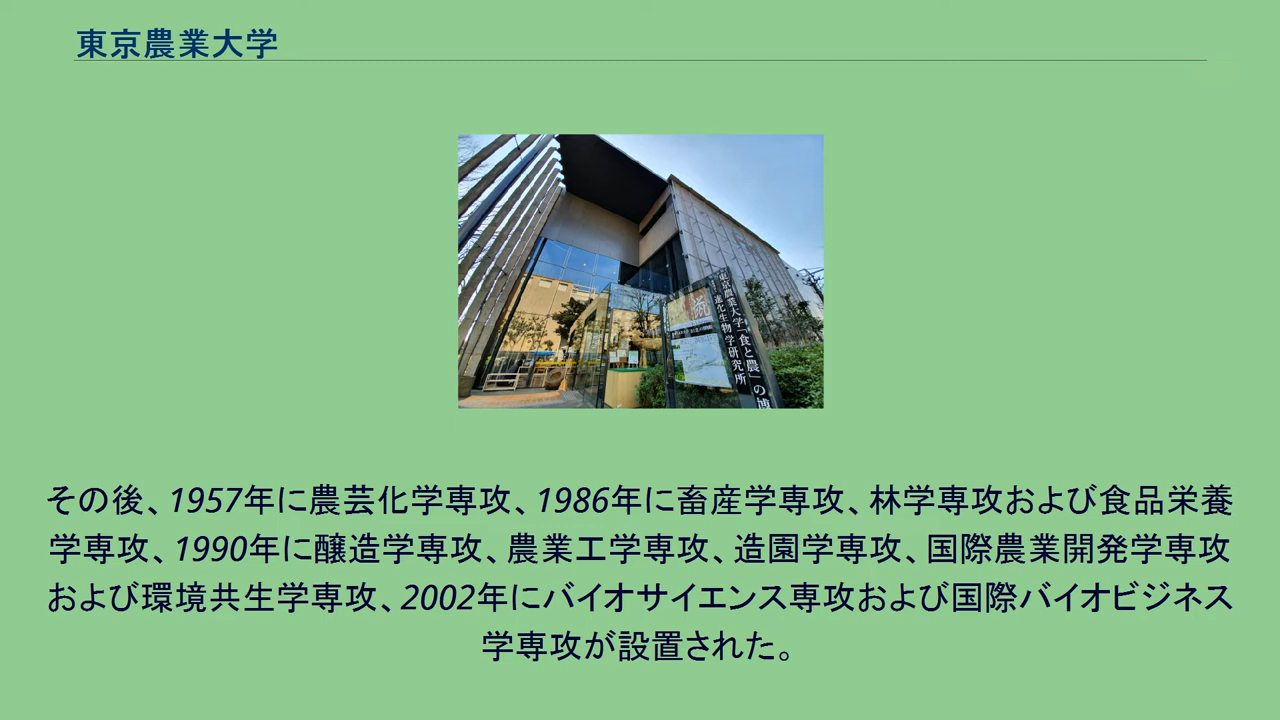 東京農業大学
東京農業大学「食と農」の博
進化生物学研究所
その後、1957年に農芸化学専攻、1986年に畜産学専攻、林学専攻および食品栄養
学専攻、1990年に醸造学専攻、農業工学専攻、造園学専攻、国際農業開発学専攻
および環境共生学専攻、2002年にバイオサイエンス専攻および国際バイオビジネス
学専攻が設置された。